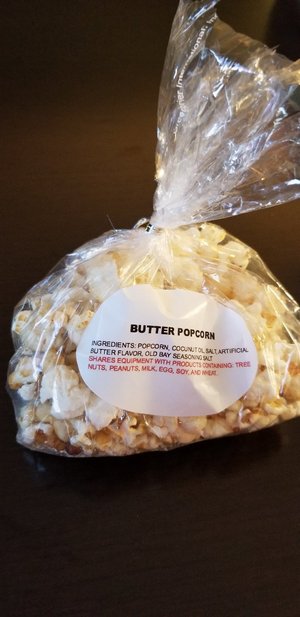 BUTTER POPCORN
INGREDIENTS: POPCORN, COCONUT OIL, SALT, ARTIFICIAL
BUTTER FLAVOR, OLD BAY SEASONING SALT
SHARES EQUIPMENT WITH PRODUCTS CONTAINING: TREE
NUTS, PEANUTS, MILK, EGG, SOY, AND WHEAT.